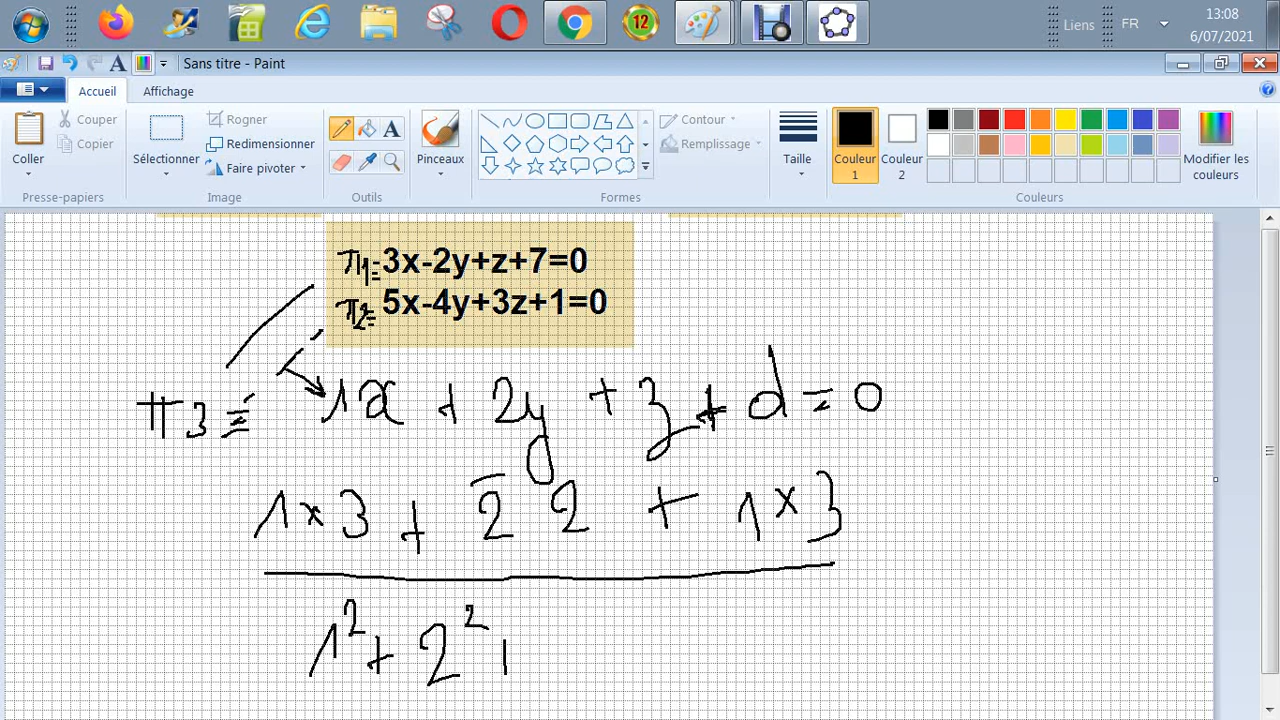 12
Liens
FR
13:08
6/07/2021
Sans titre - Paint
Accueil
Affichage
Coller
Couper
Copier
Presse-papiers
Sélectionner
Rogner
Redimensionner
Faire pivoter
Image
A
Outils
Pinceaux
Contour
Remplissage
Formes
Taille
Couleur 1
Couleur 2
Modifier les couleurs
Couleurs
π1≡3x-2y+z+7=0
π2≡5x-4y+3z+1=0
π3 ≡ 1x + 2y + z + d = 0
1 x 3 + 2 2 + 1 x 3
1² + 2² 1